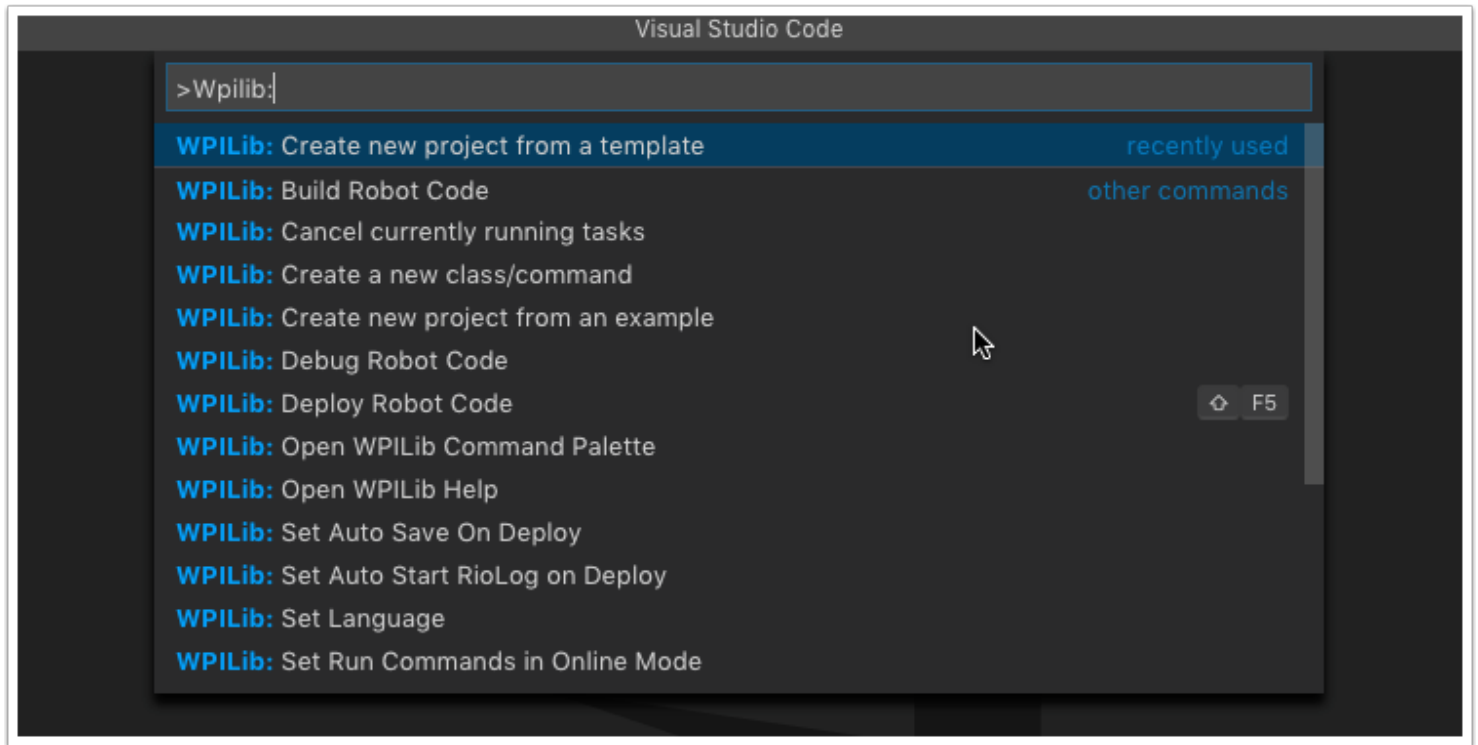 Visual Studio Code
>Wpilib:
WPILib: Create new project from a template recently used
WPILib: Build Robot Code other commands
WPILib: Cancel currently running tasks
WPILib: Create a new class/command
WPILib: Create new project from an example
WPILib: Debug Robot Code
WPILib: Deploy Robot Code ⇧ F5
WPILib: Open WPILib Command Palette
WPILib: Open WPILib Help
WPILib: Set Auto Save On Deploy
WPILib: Set Auto Start RioLog on Deploy
WPILib: Set Language
WPILib: Set Run Commands in Online Mode